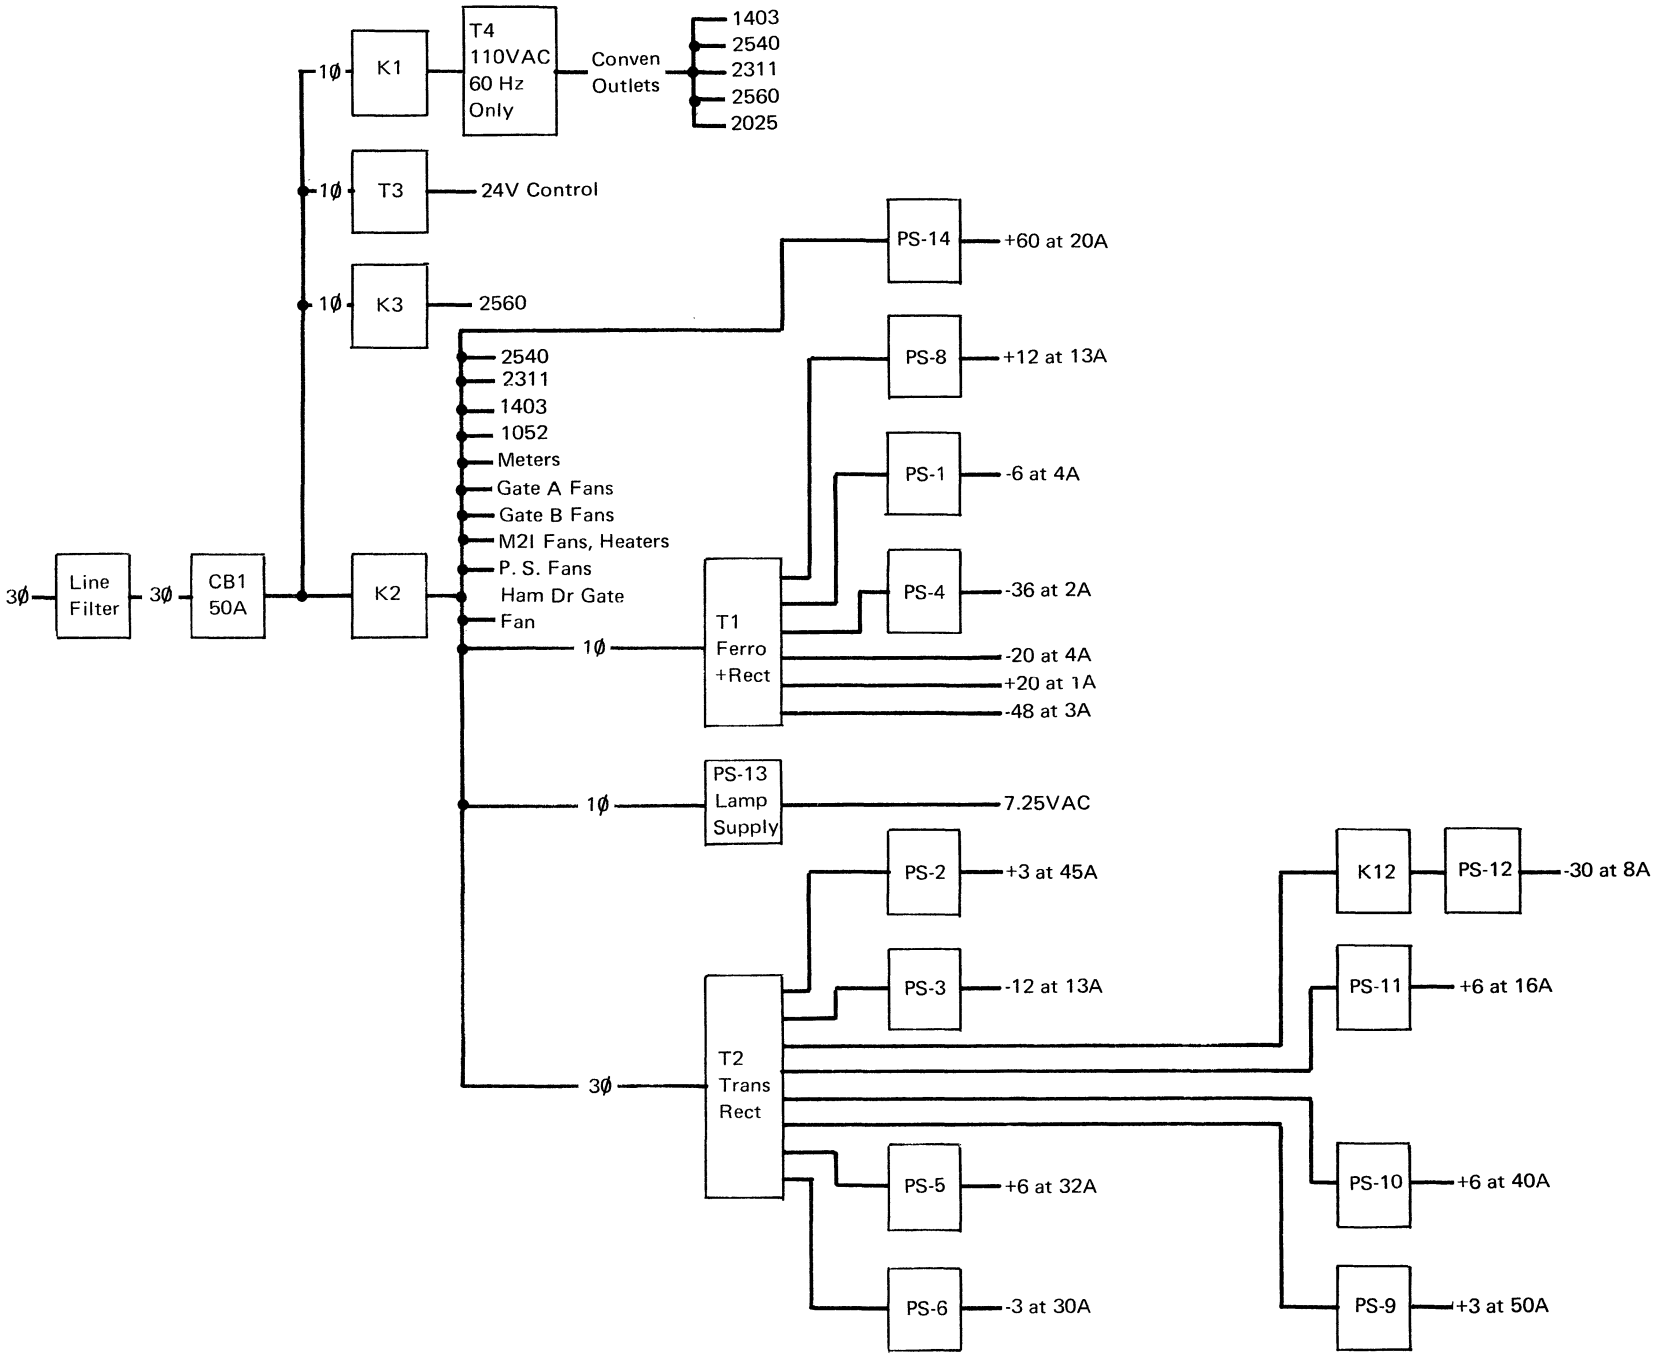 1Ø
K1
T4
110VAC
60 Hz
Only
Conven
Outlets
1403
2540
2311
2560
2025
1Ø
T3
24V Control
1Ø
K3
2560
PS-14
+60 at 20A
PS-8
+12 at 13A
2540
2311
1403
1052
Meters
Gate A Fans
Gate B Fans
M2I Fans, Heaters
P. S. Fans
Ham Dr Gate
Fan
PS-1
-6 at 4A
3Ø
Line
Filter
3Ø
CB1
50A
K2
PS-4
-36 at 2A
1Ø
T1
Ferro
+Rect
-20 at 4A
+20 at 1A
-48 at 3A
1Ø
PS-13
Lamp
Supply
7.25VAC
PS-2
+3 at 45A
K12
PS-12
-30 at 8A
PS-3
-12 at 13A
PS-11
+6 at 16A
3Ø
T2
Trans
Rect
PS-5
+6 at 32A
PS-10
+6 at 40A
PS-6
-3 at 30A
PS-9
+3 at 50A